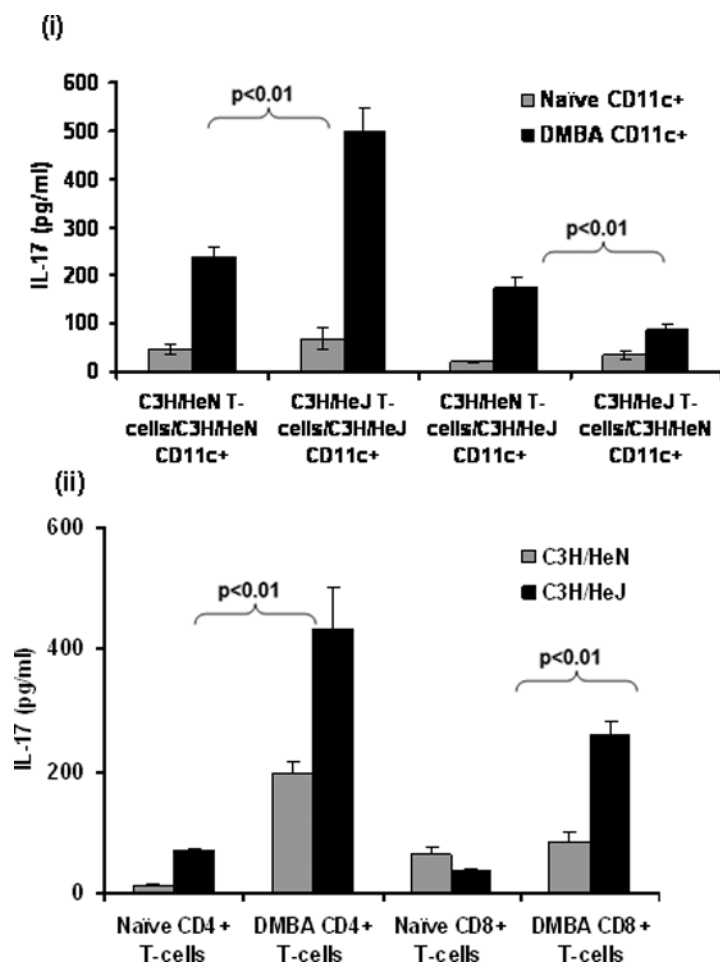 (i)
600
500
400
300
200
100
0
IL-17 (pg/ml)
p<0.01
p<0.01
Naïve CD11c+
DMBA CD11c+
C3H/HeN T-
cells/C3H/HeN
CD11c+
C3H/HeJ T-
cells/C3H/HeJ
CD11c+
C3H/HeN T-
cells/C3H/HeJ
CD11c+
C3H/HeJ T-
cells/C3H/HeN
CD11c+
(ii)
600
400
200
0
IL-17 (pg/ml)
p<0.01
p<0.01
C3H/HeN
C3H/HeJ
Naïve CD4+
T-cells
DMBA CD4+
T-cells
Naïve CD8+
T-cells
DMBA CD8+
T-cells